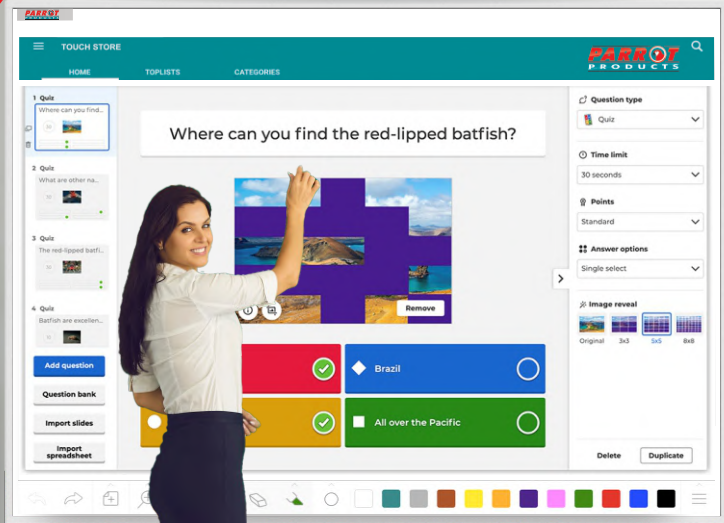 PARROT
PRODUCTS
TOUCH STORE
HOME
TOPLISTS
CATEGORIES
PARROT
PRODUCTS
1 Quiz
Where can you find...
2 Quiz
What are other na...
3 Quiz
The red-lipped batfi...
4 Quiz
Batfish are excellen...
Add question
Question bank
Import slides
Import
spreadsheet
Where can you find the red-lipped batfish?
Remove
Brazil
All over the Pacific
Question type
Quiz
Time limit
30 seconds
Points
Standard
Answer options
Single select
Image reveal
Original
3x3
5x5
8x8
Delete
Duplicate